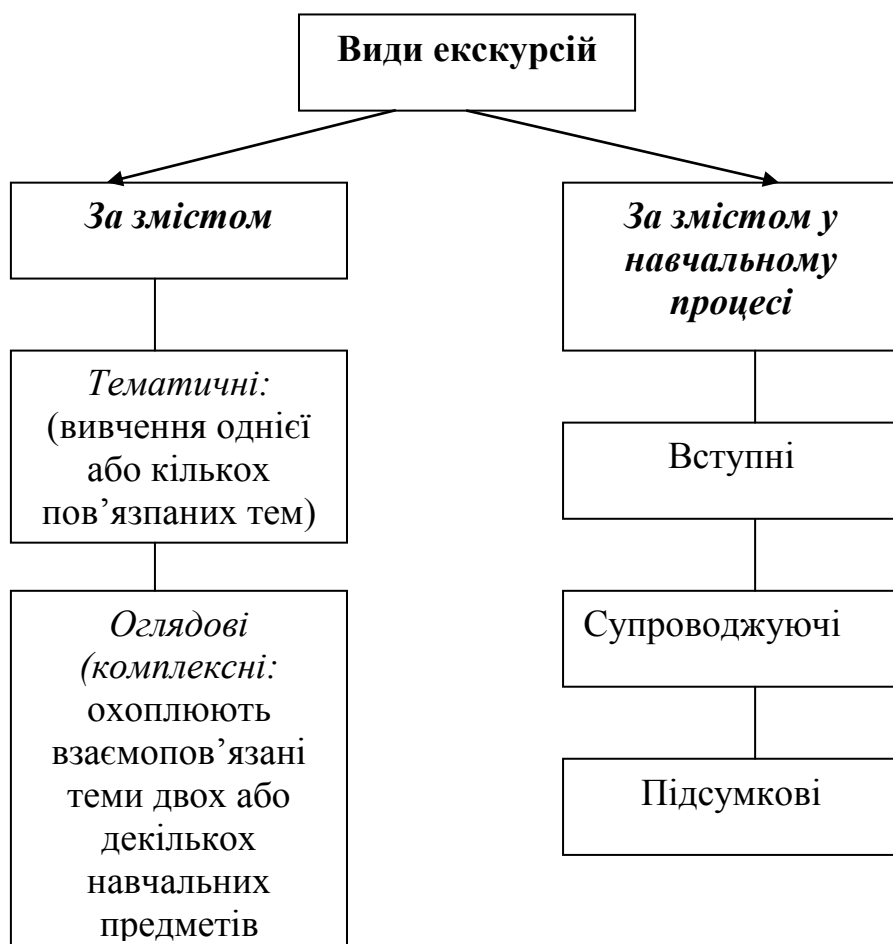 Види екскурсій
За змістом
Тематичні:
(вивчення однієї
або кількох
пов’язпаних тем)
Оглядові
(комплексні:
охоплюють
взаємопов’язані
теми двох або
декількох
навчальних
предметів
За змістом у
навчальному
процесі
Вступні
Супроводжуючі
Підсумкові